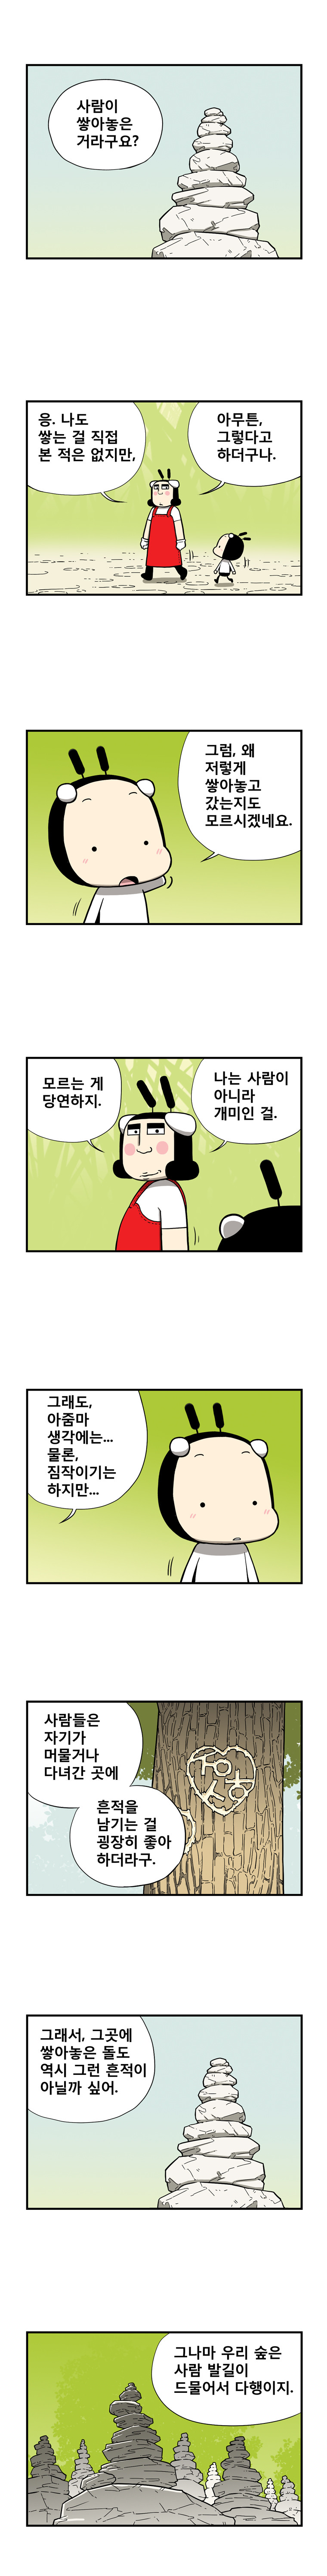 사람이
쌓아놓은
거라구요?
응. 나도
쌓는 걸 직접
본 적은 없지만,
아무튼,
그렇다고
하더구나.
그럼, 왜
저렇게
쌓아놓고
갔는지도
모르시겠네요.
모르는 게
당연하지.
나는 사람이
아니라
개미인 걸.
그래도,
아줌마
생각에는...
물론,
짐작이기는
하지만...
사람들은
자기가
머물거나
다녀간 곳에
흔적을
남기는 걸
굉장히 좋아
하더라구.
그래서, 그곳에
쌓아놓은 돌도
역시 그런 흔적이
아닐까 싶어.
그나마 우리 숲은
사람 발길이
드물어서 다행이지.